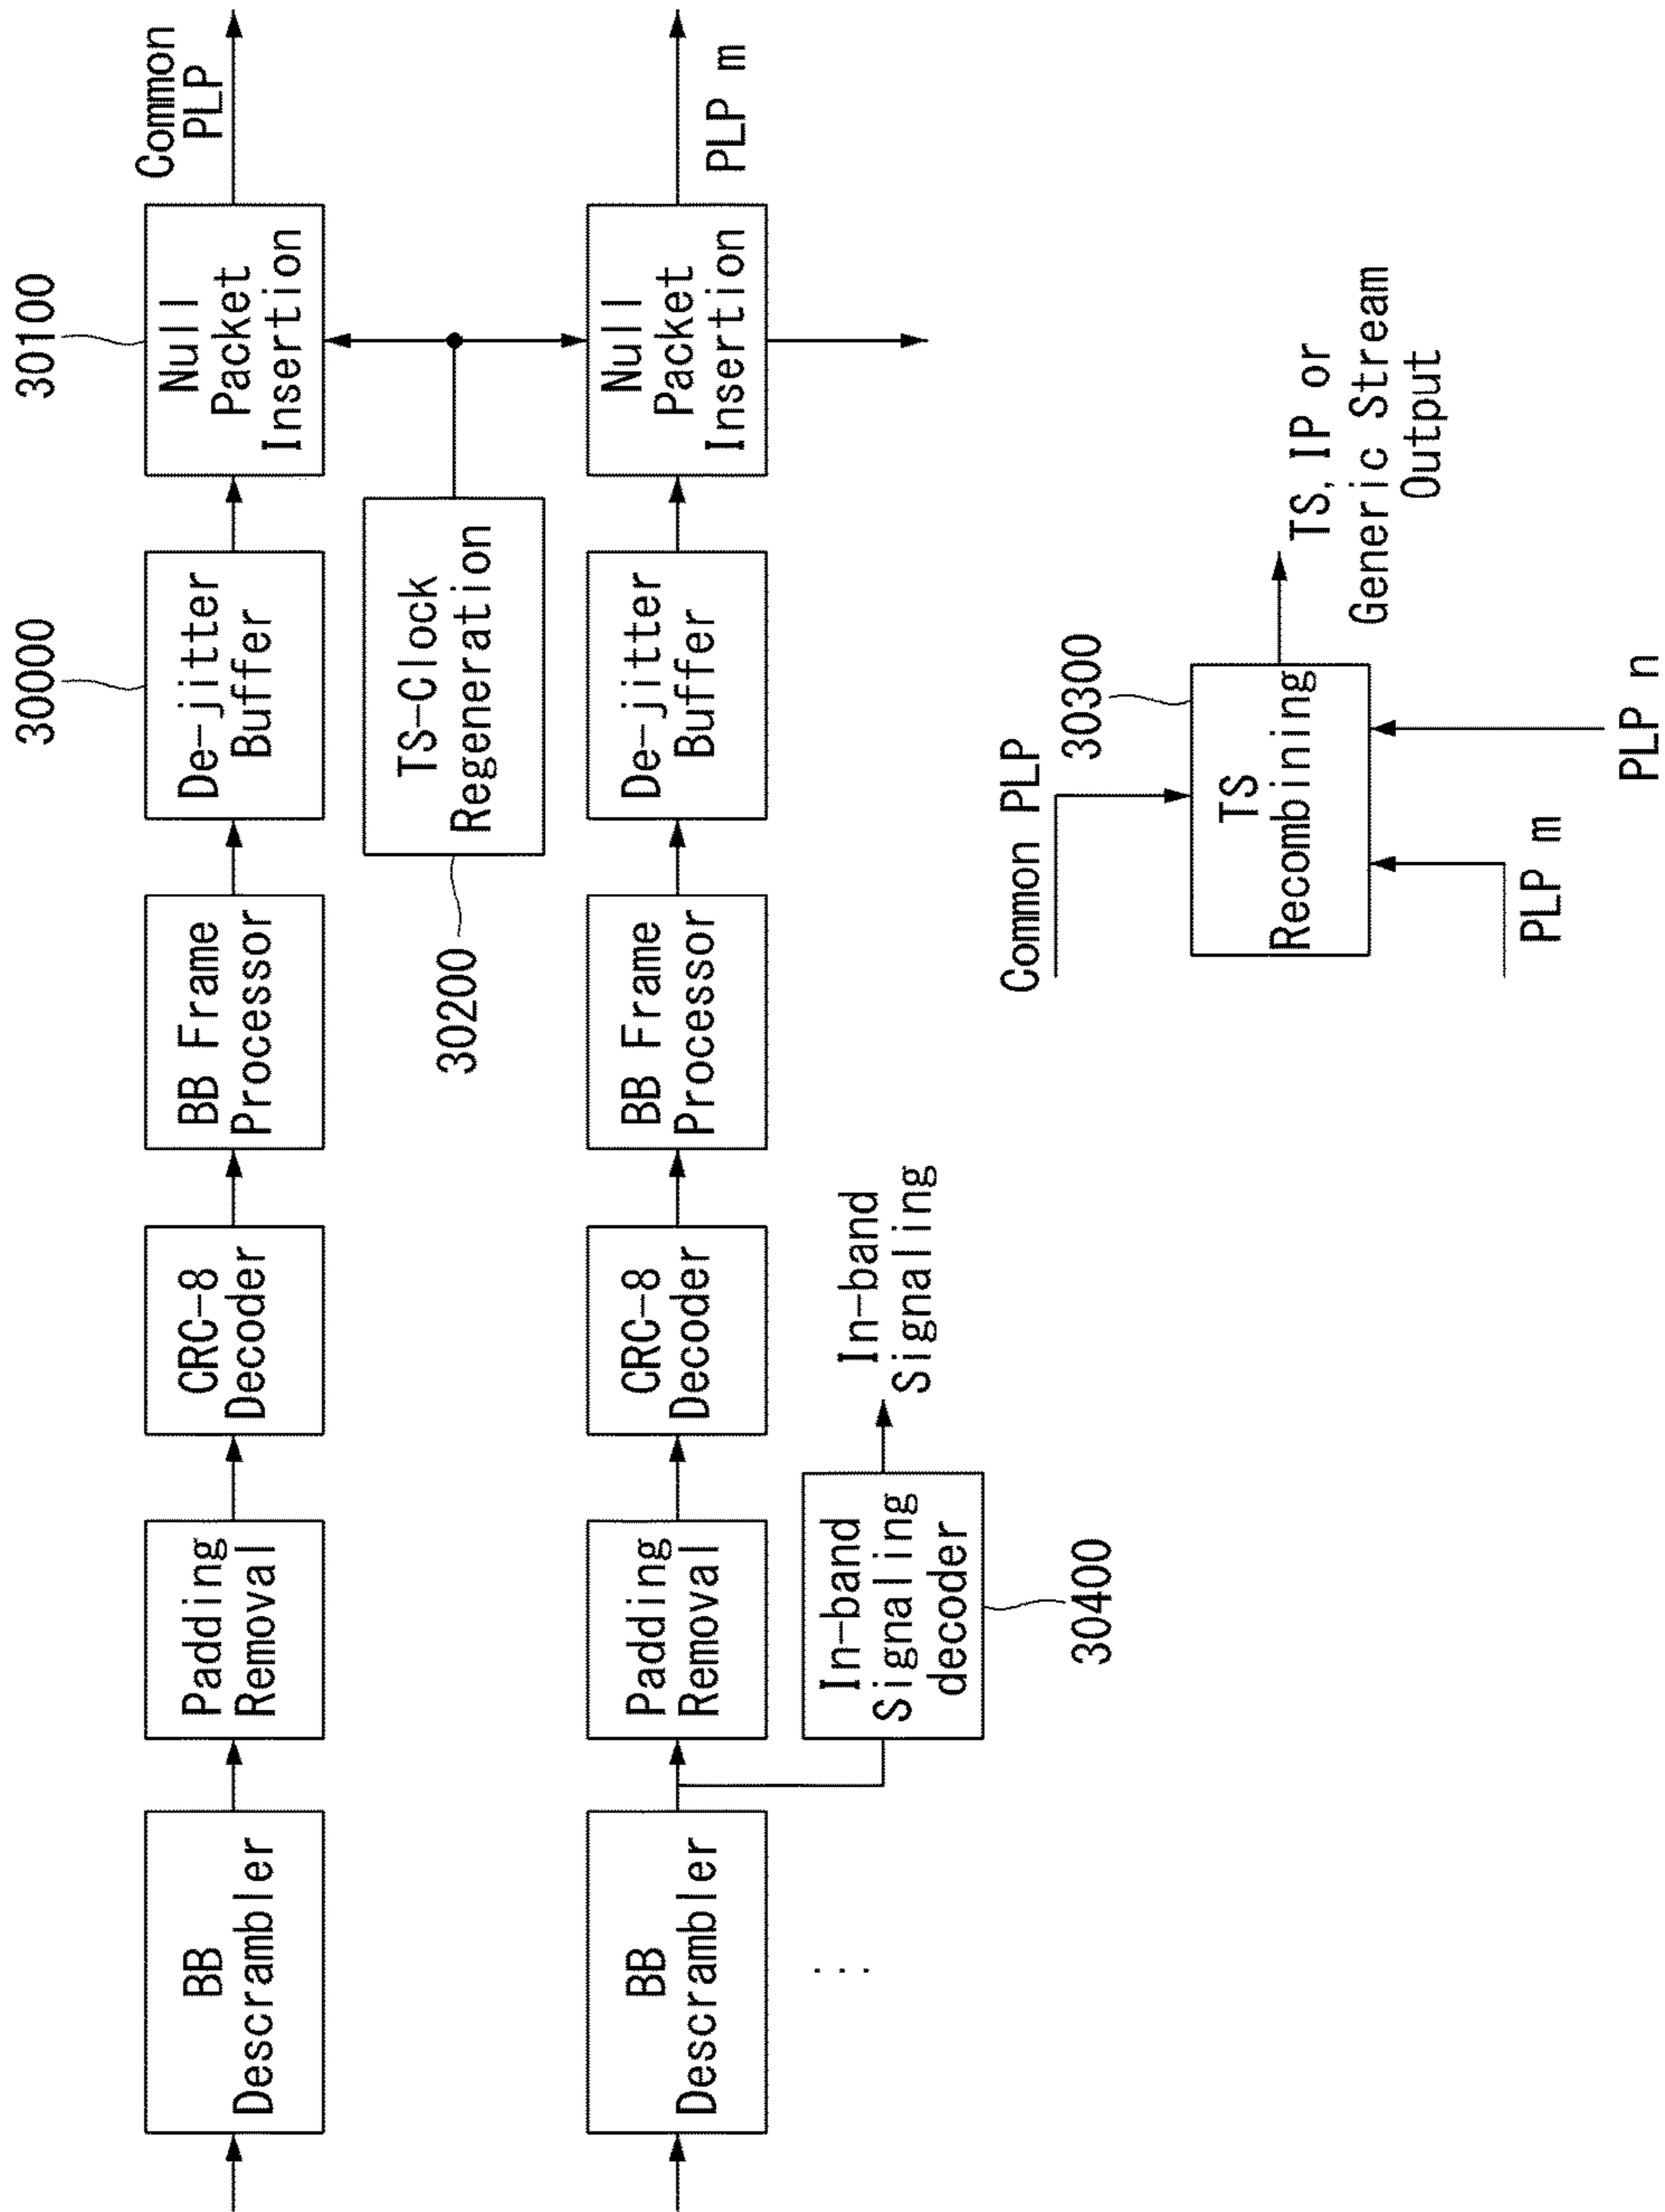 BB
Descrambler
Padding
Removal
CRC-8
Decoder
BB Frame
Processor
30000
De-jitter
Buffer
30100
Null
Packet
Insertion
Common
PLP
30200
TS-Clock
Regeneration
BB
Descrambler
Padding
Removal
CRC-8
Decoder
BB Frame
Processor
De-jitter
Buffer
Null
Packet
Insertion
PLP m
...
In-band
Signaling
decoder
30400
In-band
Signaling
Common PLP
30300
TS
Recombining
TS, IP or
Generic Stream
Output
PLP m
PLP n